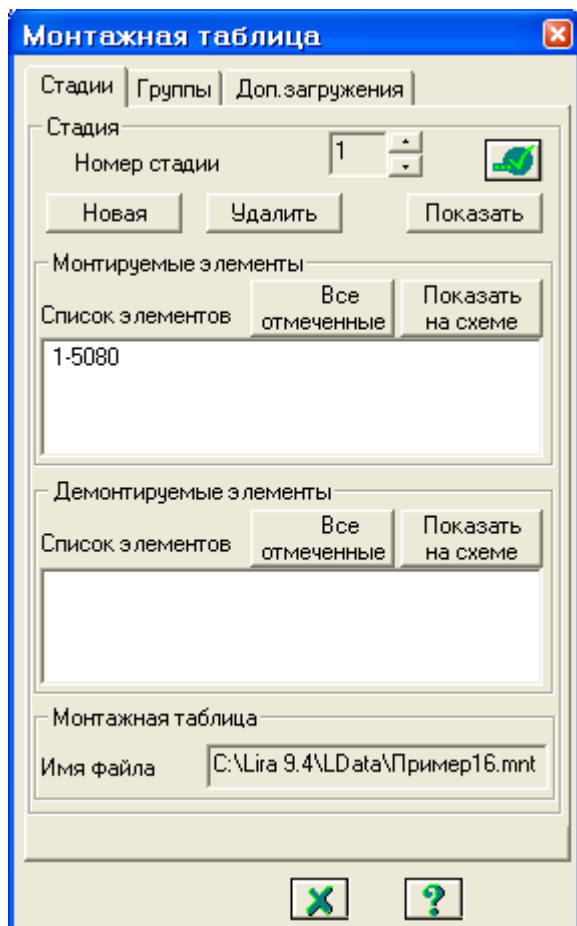 Монтажная таблица
Стадии Группы Доп.загружения
Стадия
Номер стадии 1
Новая Удалить Показать
Монтируемые элементы
Список элементов Все отмеченные Показать на схеме
1-5080
Демонтируемые элементы
Список элементов Все отмеченные Показать на схеме
Монтажная таблица
Имя файла C:\Lira 9.4\LData\Пример16.mnt
?